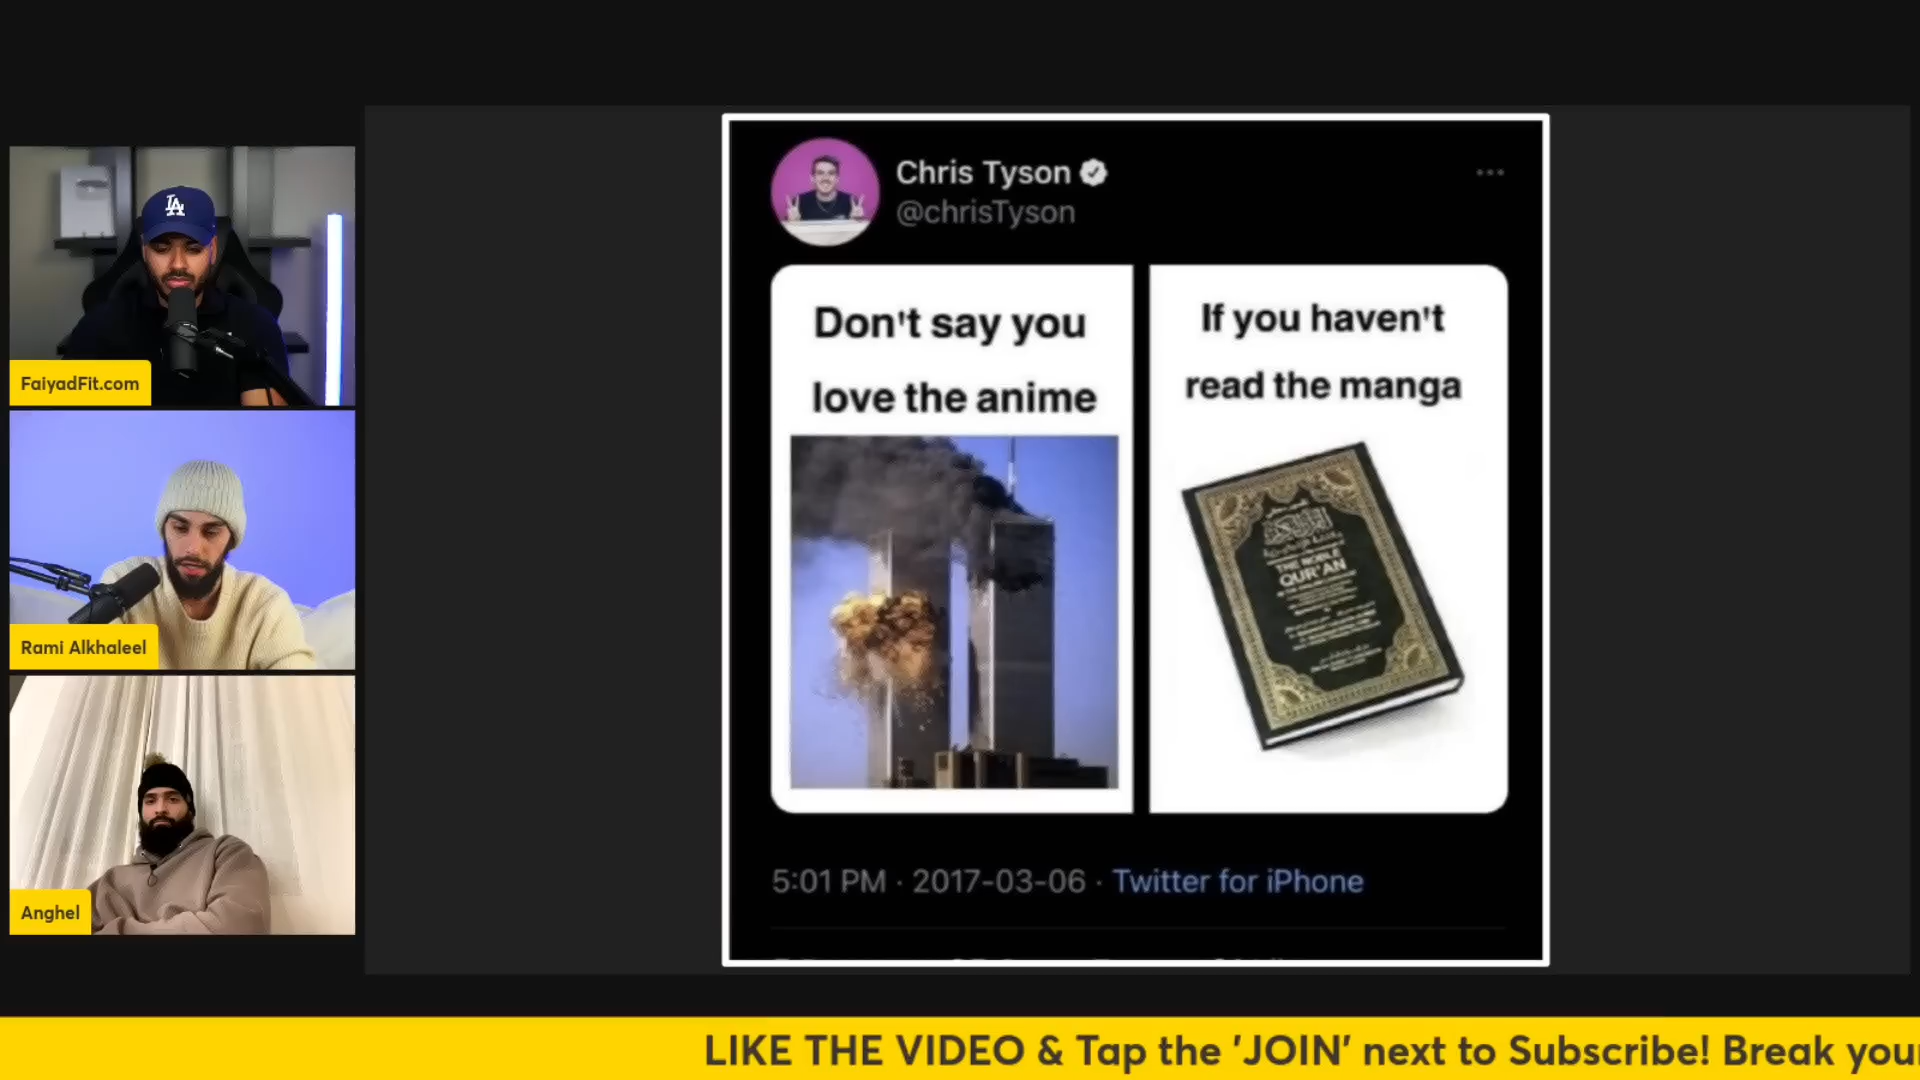 LA
FaiyadFit.com
Rami Alkhaleel
Anghel
Chris Tyson
@chrisTyson
Don't say you
love the anime
If you haven't
read the manga
THE NOBLE
QUR'AN
5:01 PM · 2017-03-06 · Twitter for iPhone
LIKE THE VIDEO & Tap the 'JOIN' next to Subscribe! Break your